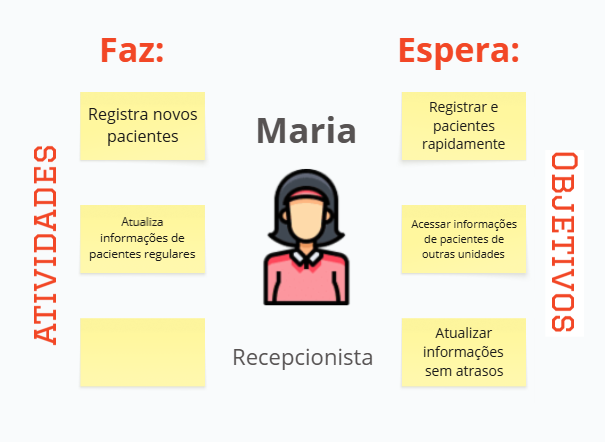 Faz:
Espera:
ATIVIDADES
Registra novos
pacientes
Atualiza
informações de
pacientes regulares
Maria
Recepcionista
Registrar e
pacientes
rapidamente
Acessar informações
de pacientes de
outras unidades
Atualizar
informações
sem atrasos
OBJETIVOS